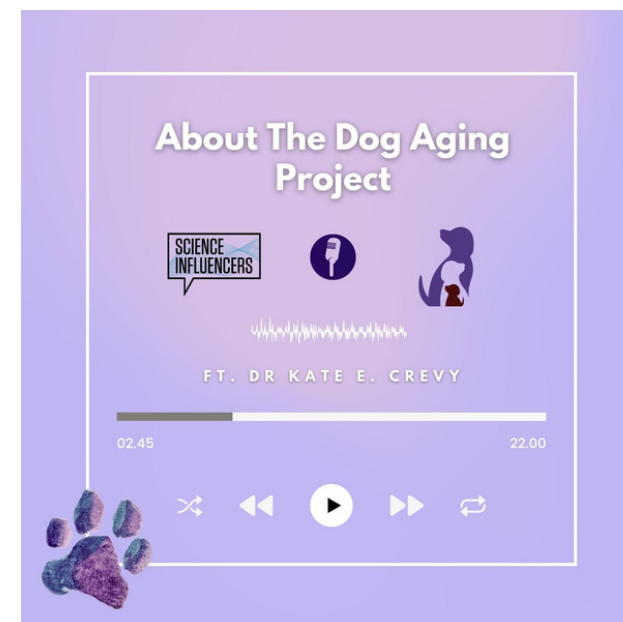 About The Dog Aging
Project
SCIENCE
INFLUENCERS
FT. DR KATE E. CREVY
02.45
22.00